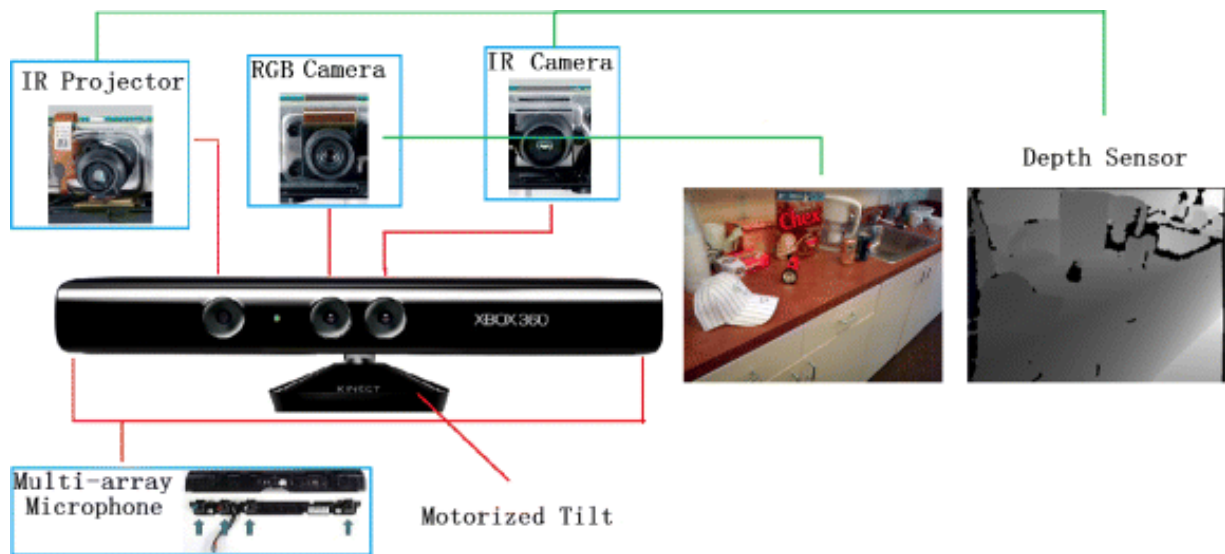 IR Projector
RGB Camera
IR Camera
Depth Sensor
Chex
XBOX 360
KINECT
Multi-array
Microphone
Motorized Tilt